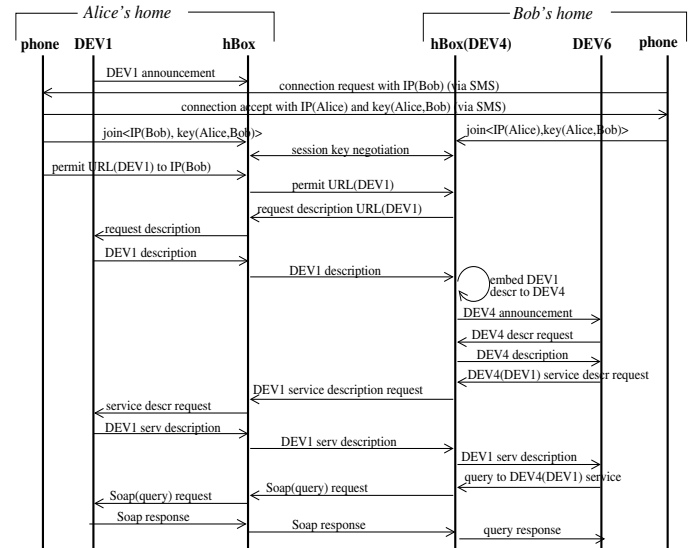 Alice's home
Bob's home
phone DEV1 hBox hBox(DEV4) DEV6 phone
DEV1 announcement
connection request with IP(Bob) (via SMS)
connection accept with IP(Alice) and key(Alice,Bob) (via SMS)
join<IP(Bob), key(Alice,Bob)>
join<IP(Alice),key(Alice,Bob)>
session key negotiation
permit URL(DEV1) to IP(Bob)
permit URL(DEV1)
request description URL(DEV1)
request description
DEV1 description
DEV1 description
embed DEV1
descr to DEV4
DEV4 announcement
DEV4 descr request
DEV4 description
DEV4(DEV1) service descr request
DEV1 service description request
service descr request
DEV1 serv description
DEV1 serv description
DEV1 serv description
query to DEV4(DEV1) service
Soap(query) request
Soap(query) request
Soap response
Soap response
query response